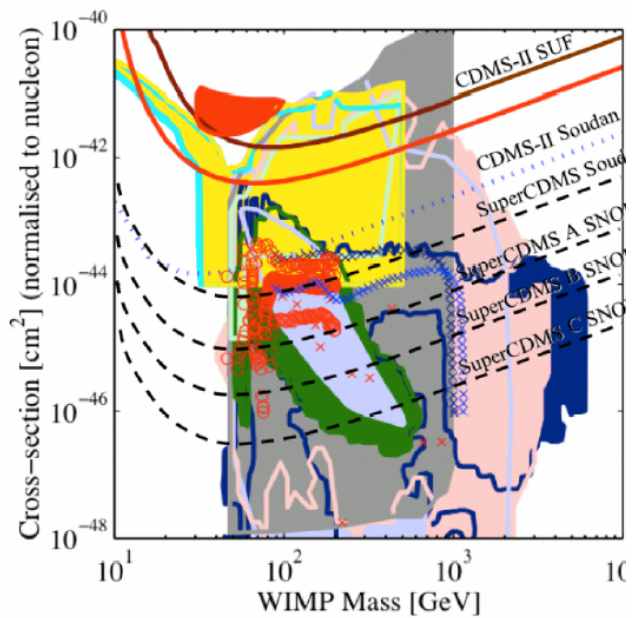 10^-40
10^-42
10^-44
10^-46
10^-48
Cross-section [cm^2] (normalised to nucleon)
CDMS-II SUF
CDMS-II Soudan
SuperCDMS Soud
SuperCDMS A SNO
SuperCDMS B SNO
SuperCDMS C SNO
10^1
10^2
10^3
10
WIMP Mass [GeV]